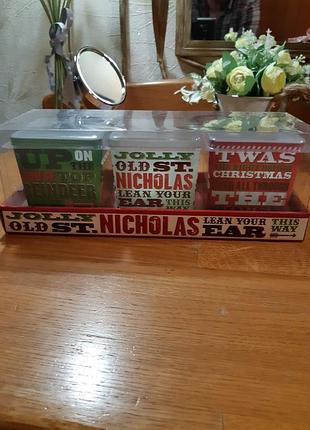 UP ON
THE
TOP
REINDEER
JOLLY
OLD ST.
NICHOLAS
LEAN YOUR
EAR THIS
WAY
TWAS
CHRISTMAS
THE
JOLLY
OLD ST. NICHOLAS LEAN YOUR EAR THIS
WAY